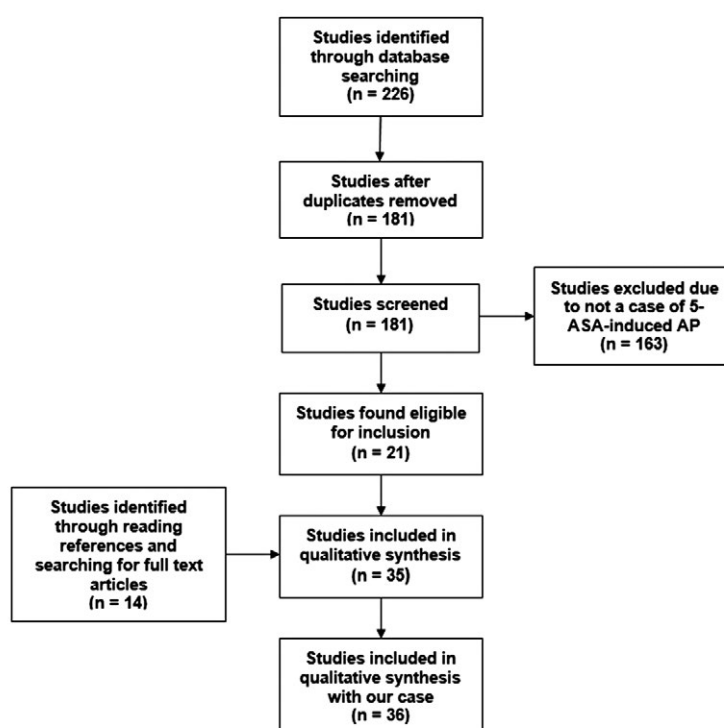 Studies identified
through database
searching
(n = 226)
Studies after
duplicates removed
(n = 181)
Studies screened
(n = 181)
Studies excluded due
to not a case of 5-
ASA-induced AP
(n = 163)
Studies found eligible
for inclusion
(n = 21)
Studies identified
through reading
references and
searching for full text
articles
(n = 14)
Studies included in
qualitative synthesis
(n = 35)
Studies included in
qualitative synthesis
with our case
(n = 36)